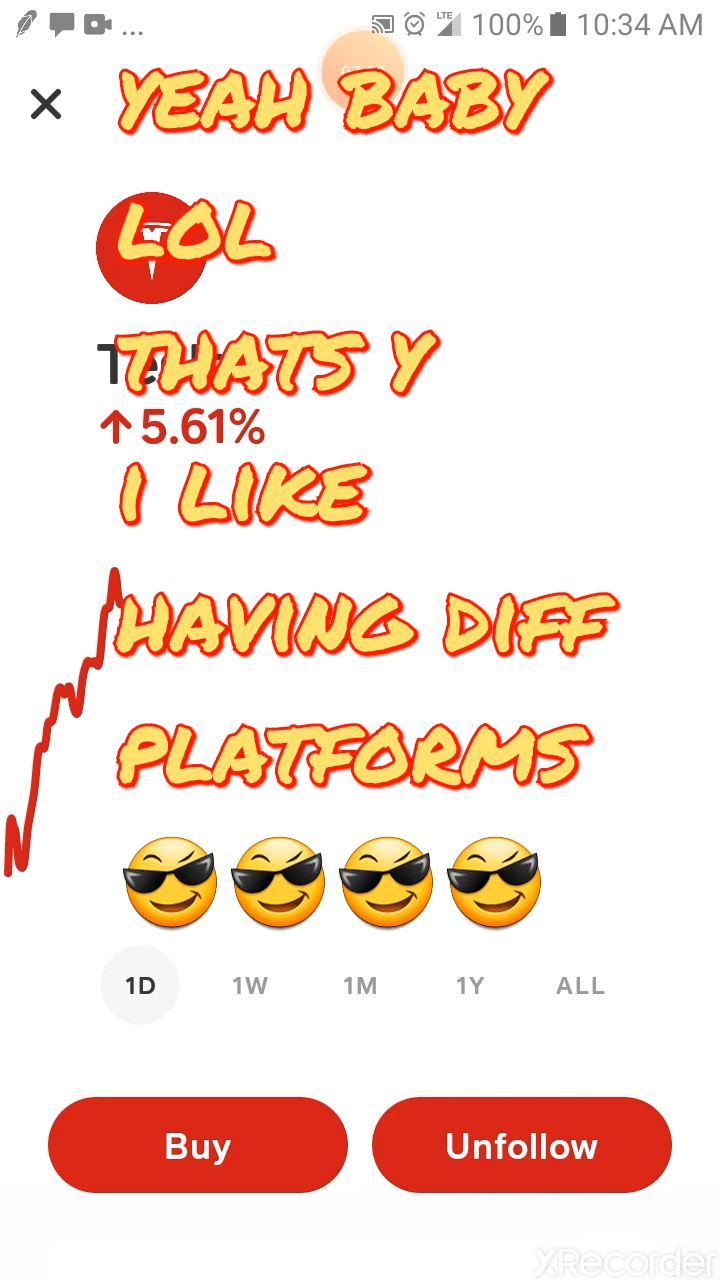 100% 10:34 AM
LTE
YEAH BABY
LOL
THATS Y
↑ 5.61%
I LIKE
HAVING DIFF
PLATFORMS
1D 1W 1M 1Y ALL
Buy Unfollow
XRecorder